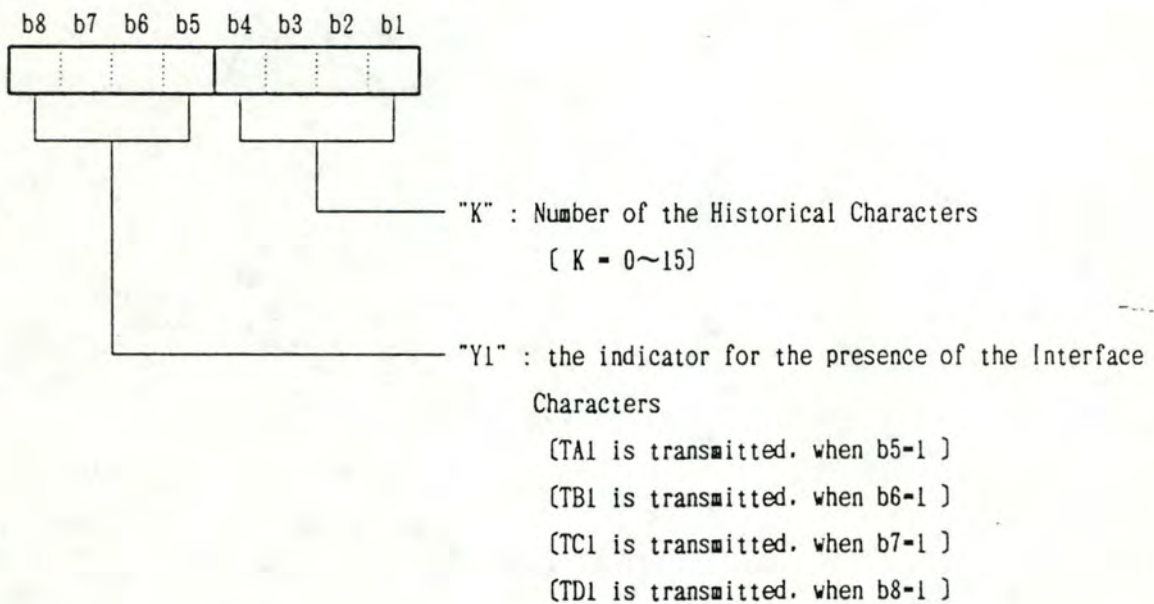 b8 b7 b6 b5 b4 b3 b2 b1
"K" : Number of the Historical Characters
[ K = 0~15]
"Y1" : the indicator for the presence of the Interface
Characters
[TA1 is transmitted, when b5=1 ]
[TB1 is transmitted, when b6=1 ]
[TC1 is transmitted, when b7=1 ]
[TD1 is transmitted, when b8=1 ]